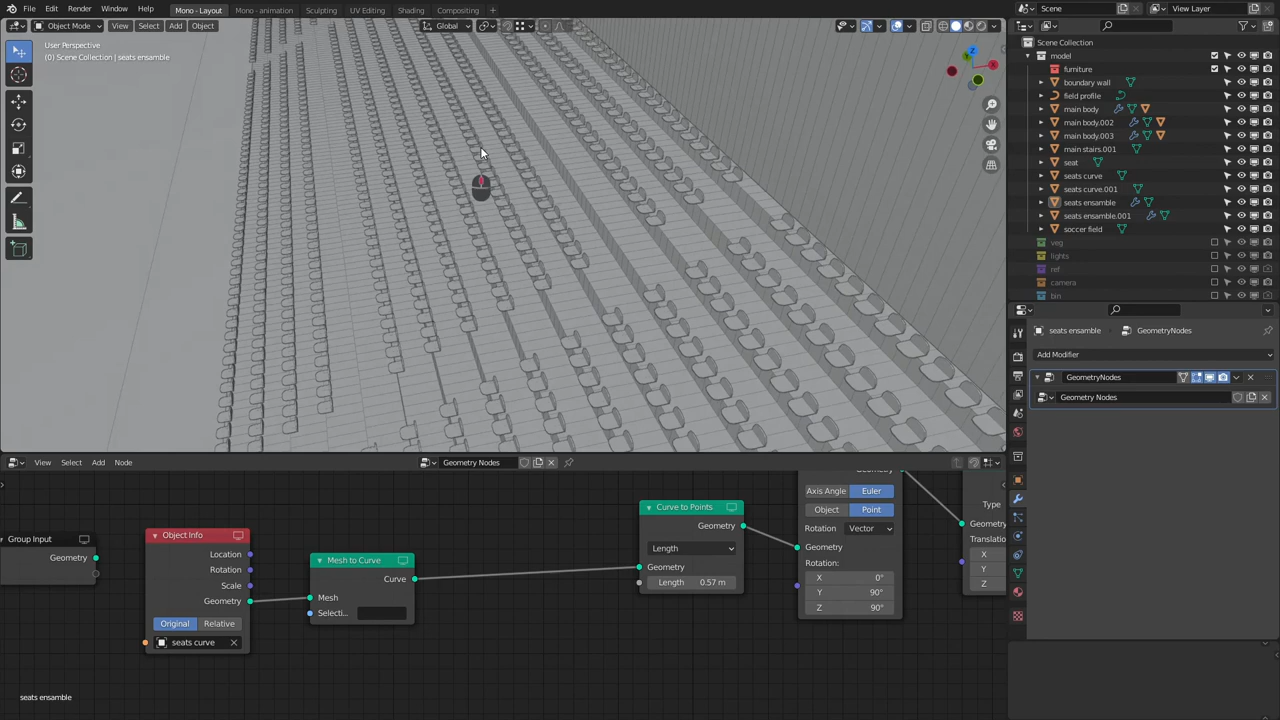 File Edit Render Window Help Mono - Layout Mono - animation Sculpting UV Editing Shading Compositing Scene View Layer
Object Mode View Select Add Object Global
User Perspective
(0) Scene Collection | seats ensamble
X
Z
Scene Collection
model
furniture
boundary wall
field profile
main body
main body.002
main body.003
main stairs.001
seat
seats curve
seats curve.001
seats ensamble
seats ensamble.001
soccer field
veg
lights
ref
camera
bin
seats ensamble GeometryNodes
Add Modifier
GeometryNodes
Geometry Nodes
View Select Add Node Geometry Nodes
Group Input
Geometry
Object Info
Location
Rotation
Scale
Geometry
Original Relative
seats curve
Mesh to Curve
Curve
Mesh
Selecti...
Curve to Points
Geometry
Length
Geometry
Length 0.57 m
Axis Angle Euler
Object Point
Rotation Vector
Geometry
Rotation:
X 0°
Y 90°
Z 90°
Type
Geometr
Translatio
X
Y
Z
seats ensamble